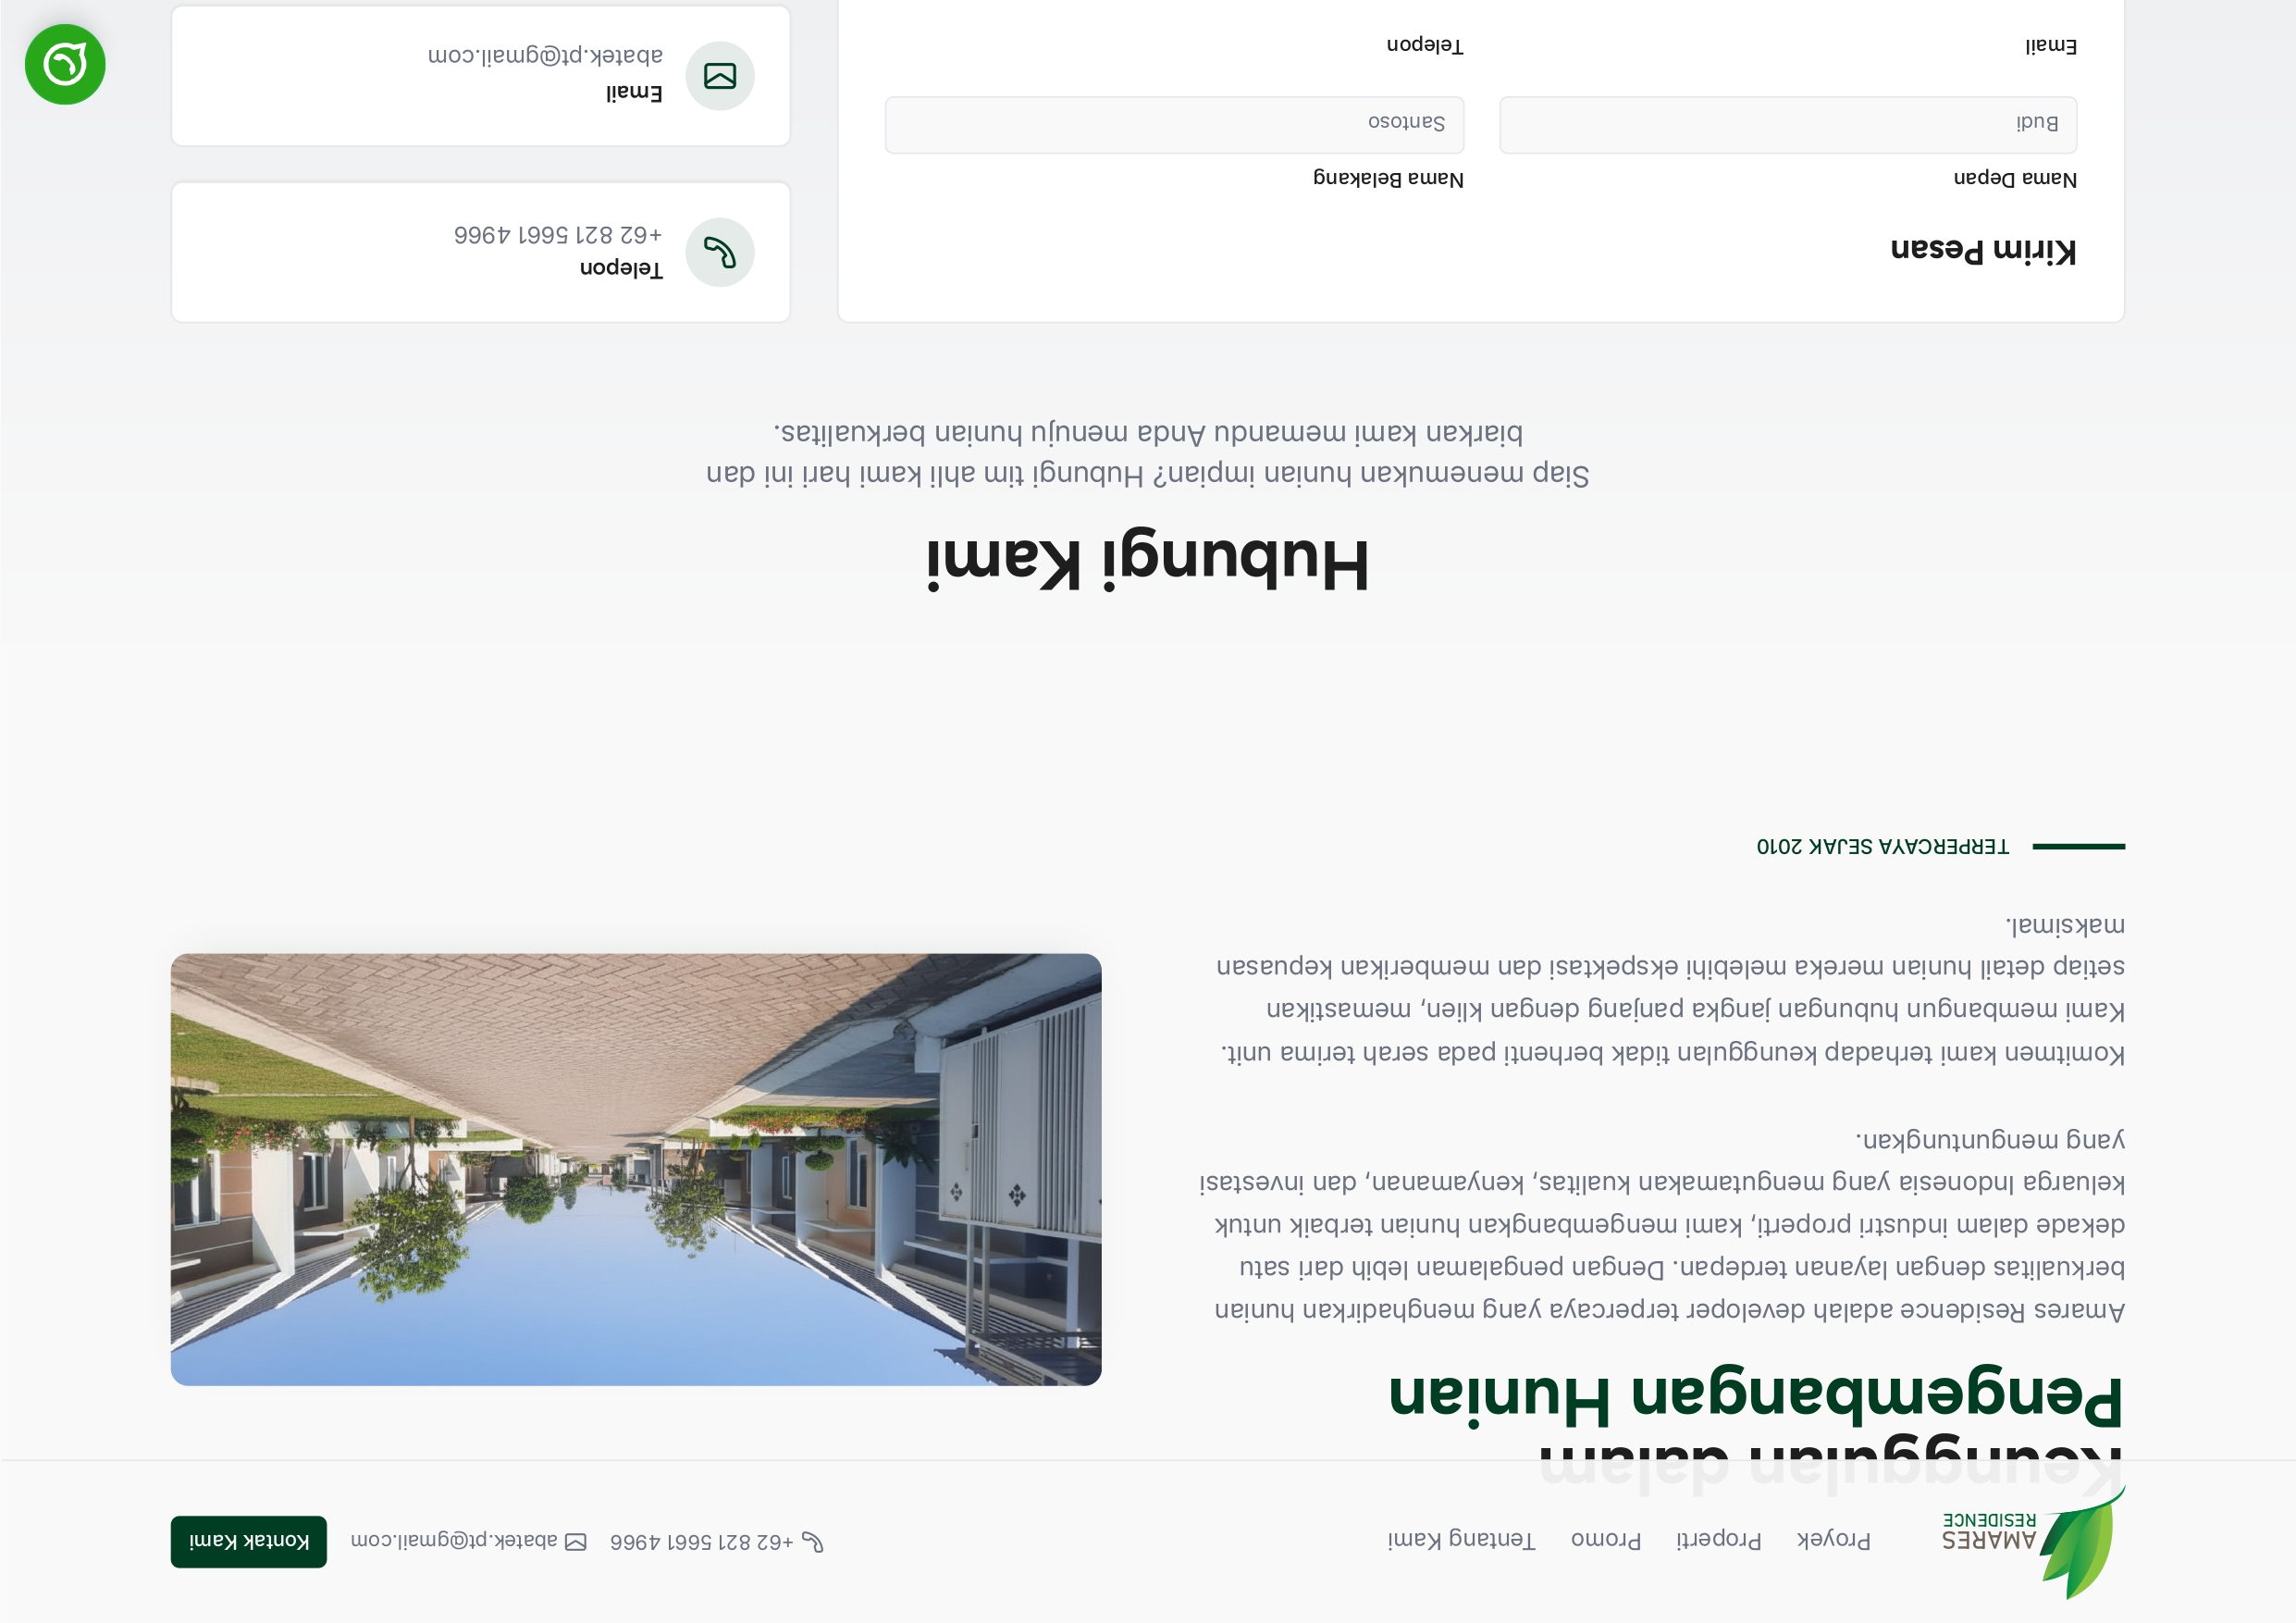 AMARES
RESIDENCE
Proyek
Properti
Promo
Tentang Kami
+62 821 5661 4966
abatek.pt@gmail.com
Kontak Kami
Keunggulan dalam
Pengembangan Hunian
Amares Residence adalah developer terpercaya yang menghadirkan hunian
berkualitas dengan layanan terdepan. Dengan pengalaman lebih dari satu
dekade dalam industri properti, kami mengembangkan hunian terbaik untuk
keluarga Indonesia yang mengutamakan kualitas, kenyamanan, dan investasi
yang menguntungkan.
Komitmen kami terhadap keunggulan tidak berhenti pada serah terima unit.
Kami membangun hubungan jangka panjang dengan klien, memastikan
setiap detail hunian mereka melebihi ekspektasi dan memberikan kepuasan
maksimal.
TERPERCAYA SEJAK 2010
Hubungi Kami
Siap menemukan hunian impian? Hubungi tim ahli kami hari ini dan
biarkan kami memandu Anda menuju hunian berkualitas.
Kirim Pesan
Nama Depan
Budi
Nama Belakang
Santoso
Email
Telepon
Telepon
+62 821 5661 4966
Email
abatek.pt@gmail.com